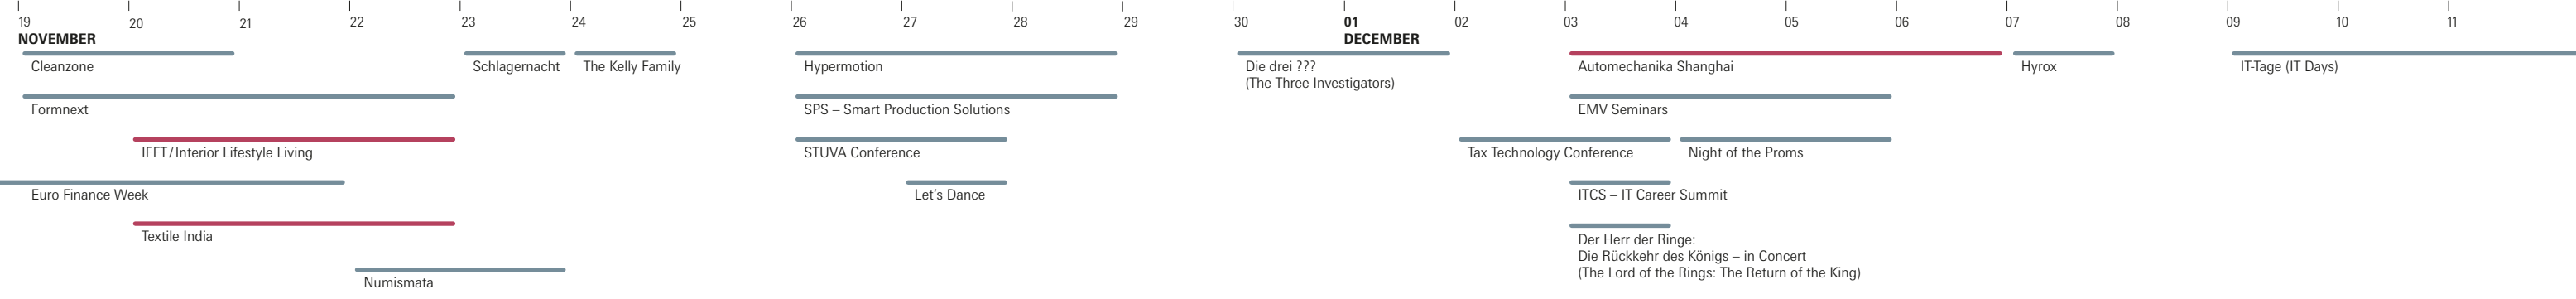 19 20 21 22 23 24 25 26 27 28 29 30 01 02 03 04 05 06 07 08 09 10 11
NOVEMBER DECEMBER
Cleanzone Schlagernacht The Kelly Family Hypermotion Die drei ??? Automechanika Shanghai Hyrox IT-Tage (IT Days)
(The Three Investigators)
Formnext SPS – Smart Production Solutions EMV Seminars
IFFT/Interior Lifestyle Living STUVA Conference Tax Technology Conference Night of the Proms
Euro Finance Week Let’s Dance ITCS – IT Career Summit
Textile India Der Herr der Ringe:
Die Rückkehr des Königs – in Concert
(The Lord of the Rings: The Return of the King)
Numismata